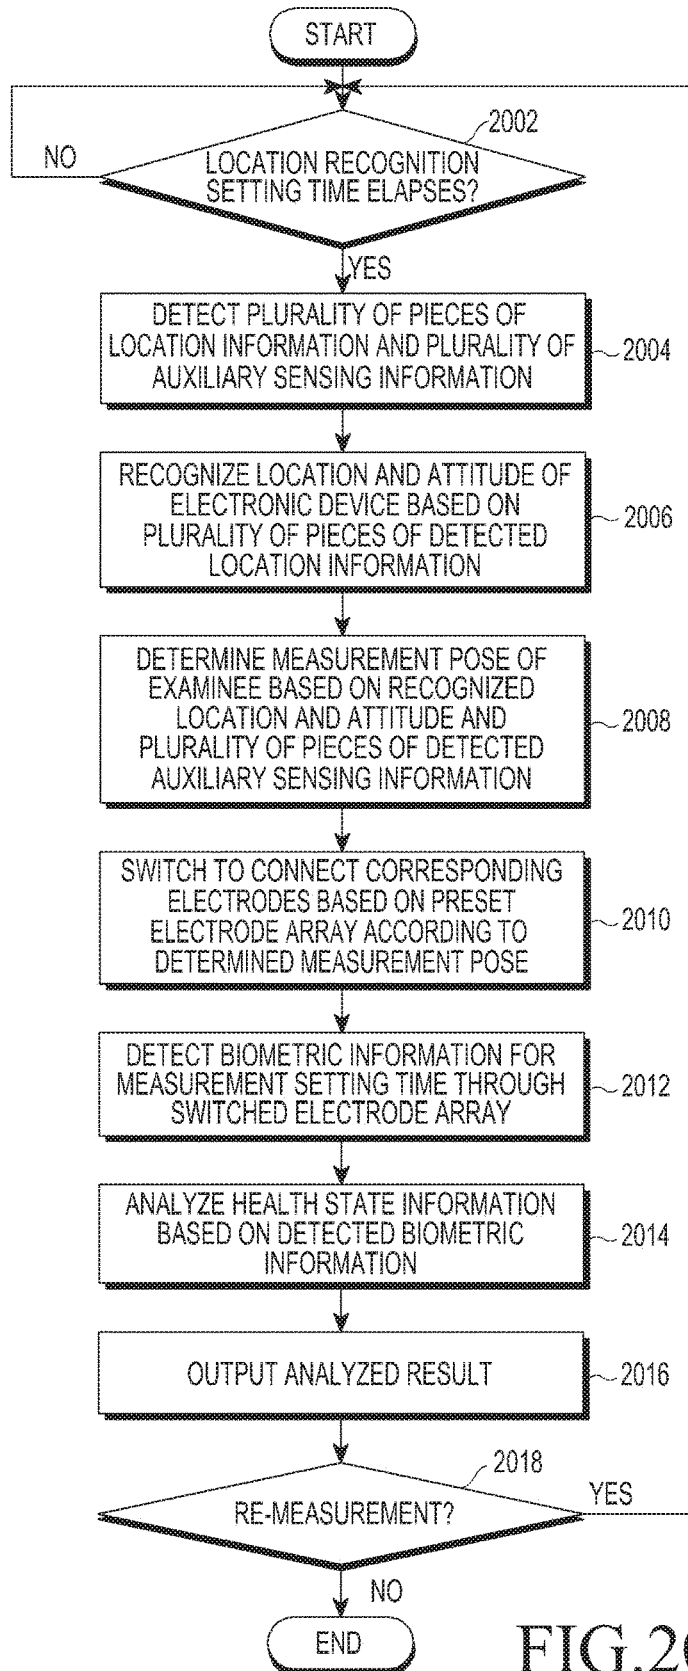 START
2002
NO
LOCATION RECOGNITION
SETTING TIME ELAPSES?
YES
DETECT PLURALITY OF PIECES OF
LOCATION INFORMATION AND PLURALITY OF
AUXILIARY SENSING INFORMATION
2004
RECOGNIZE LOCATION AND ATTITUDE OF
ELECTRONIC DEVICE BASED ON
PLURALITY OF PIECES OF DETECTED
LOCATION INFORMATION
2006
DETERMINE MEASUREMENT POSE OF
EXAMINEE BASED ON RECOGNIZED
LOCATION AND ATTITUDE AND
PLURALITY OF PIECES OF DETECTED
AUXILIARY SENSING INFORMATION
2008
SWITCH TO CONNECT CORRESPONDING
ELECTRODES BASED ON PRESET
ELECTRODE ARRAY ACCORDING TO
DETERMINED MEASUREMENT POSE
2010
DETECT BIOMETRIC INFORMATION FOR
MEASUREMENT SETTING TIME THROUGH
SWITCHED ELECTRODE ARRAY
2012
ANALYZE HEALTH STATE INFORMATION
BASED ON DETECTED BIOMETRIC
INFORMATION
2014
OUTPUT ANALYZED RESULT
2016
2018
RE-MEASUREMENT?
YES
NO
END
FIG.20